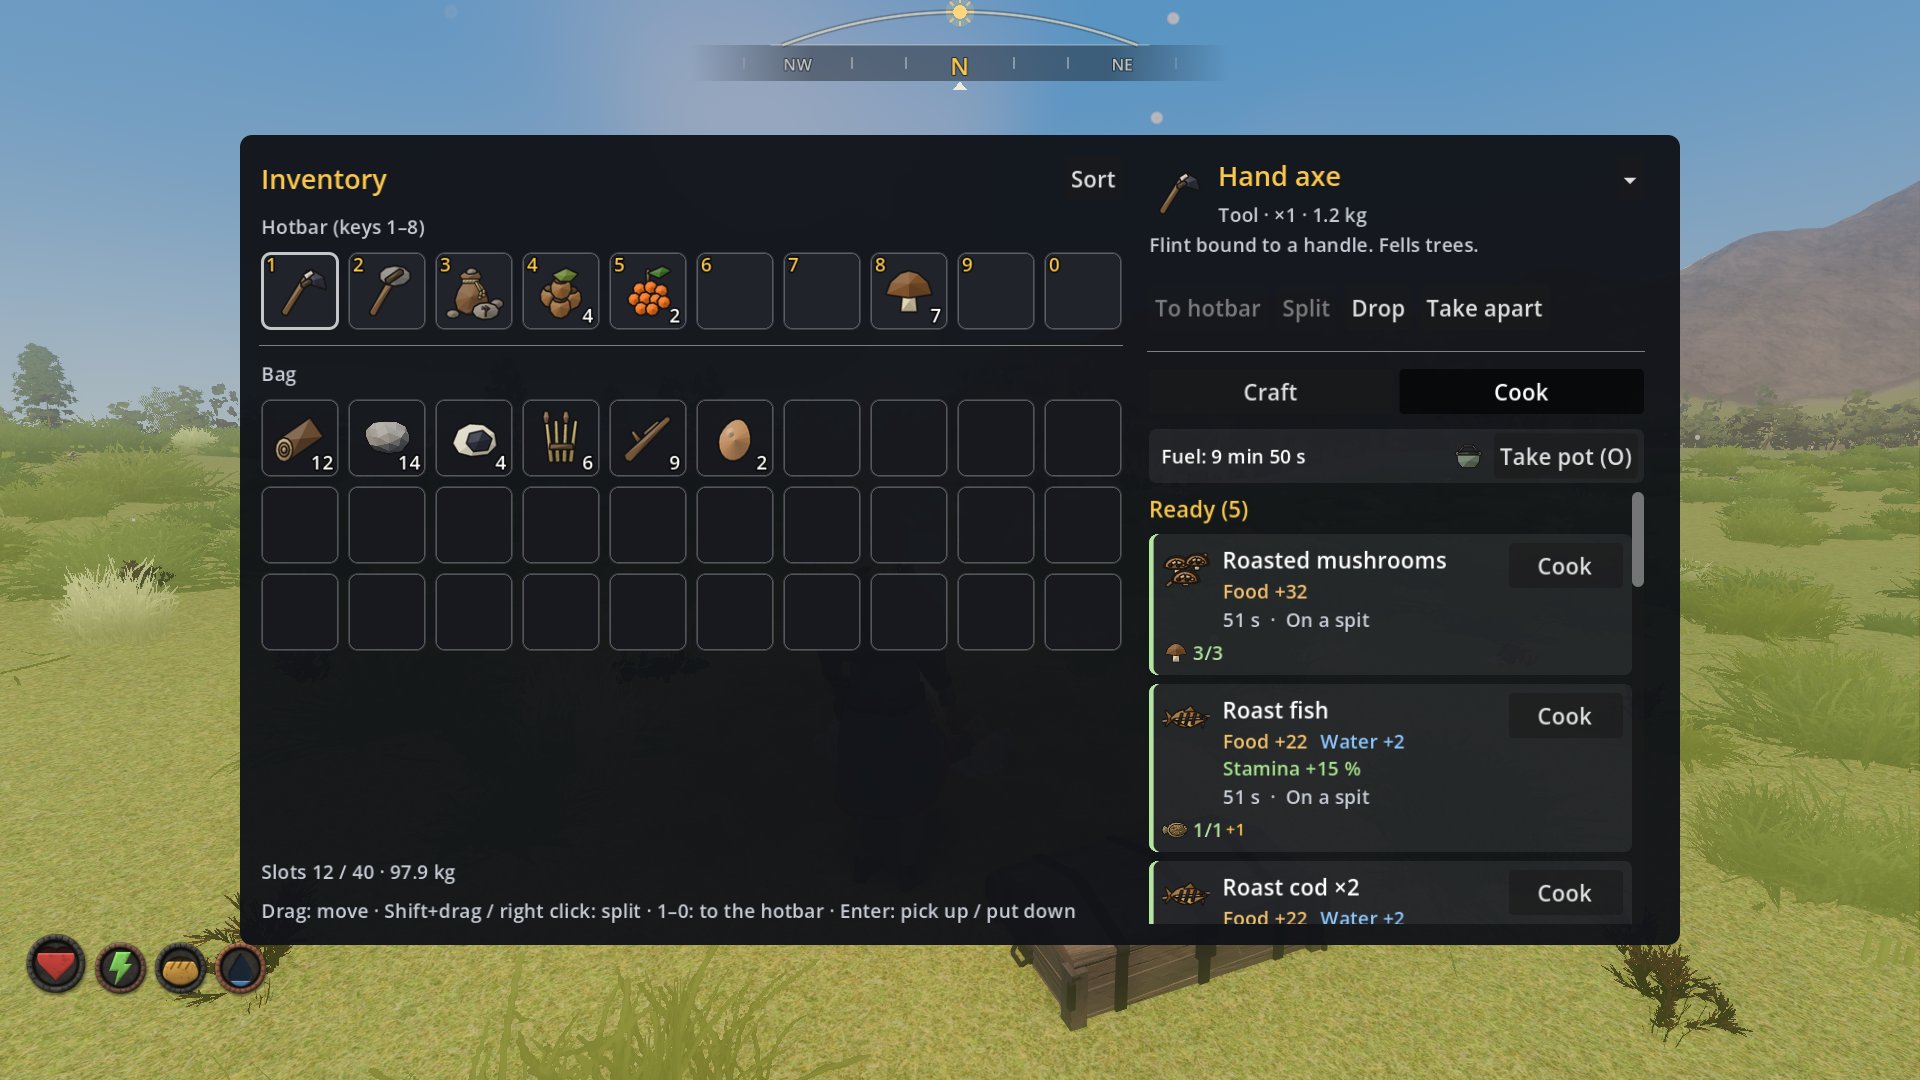 NW N NE
Inventory
Sort
Hotbar (keys 1–8)
1 2 3 4 5 6 7 8 9 0
4 2 7
Bag
12 14 4 6 9 2
Slots 12 / 40 · 97.9 kg
Drag: move · Shift+drag / right click: split · 1–0: to the hotbar · Enter: pick up / put down
Hand axe
Tool · ×1 · 1.2 kg
Flint bound to a handle. Fells trees.
To hotbar Split Drop Take apart
Craft Cook
Fuel: 9 min 50 s
Take pot (O)
Ready (5)
Roasted mushrooms
Cook
Food +32
51 s · On a spit
3/3
Roast fish
Cook
Food +22 Water +2
Stamina +15 %
51 s · On a spit
1/1 +1
Roast cod ×2
Cook
Food +22 Water +2